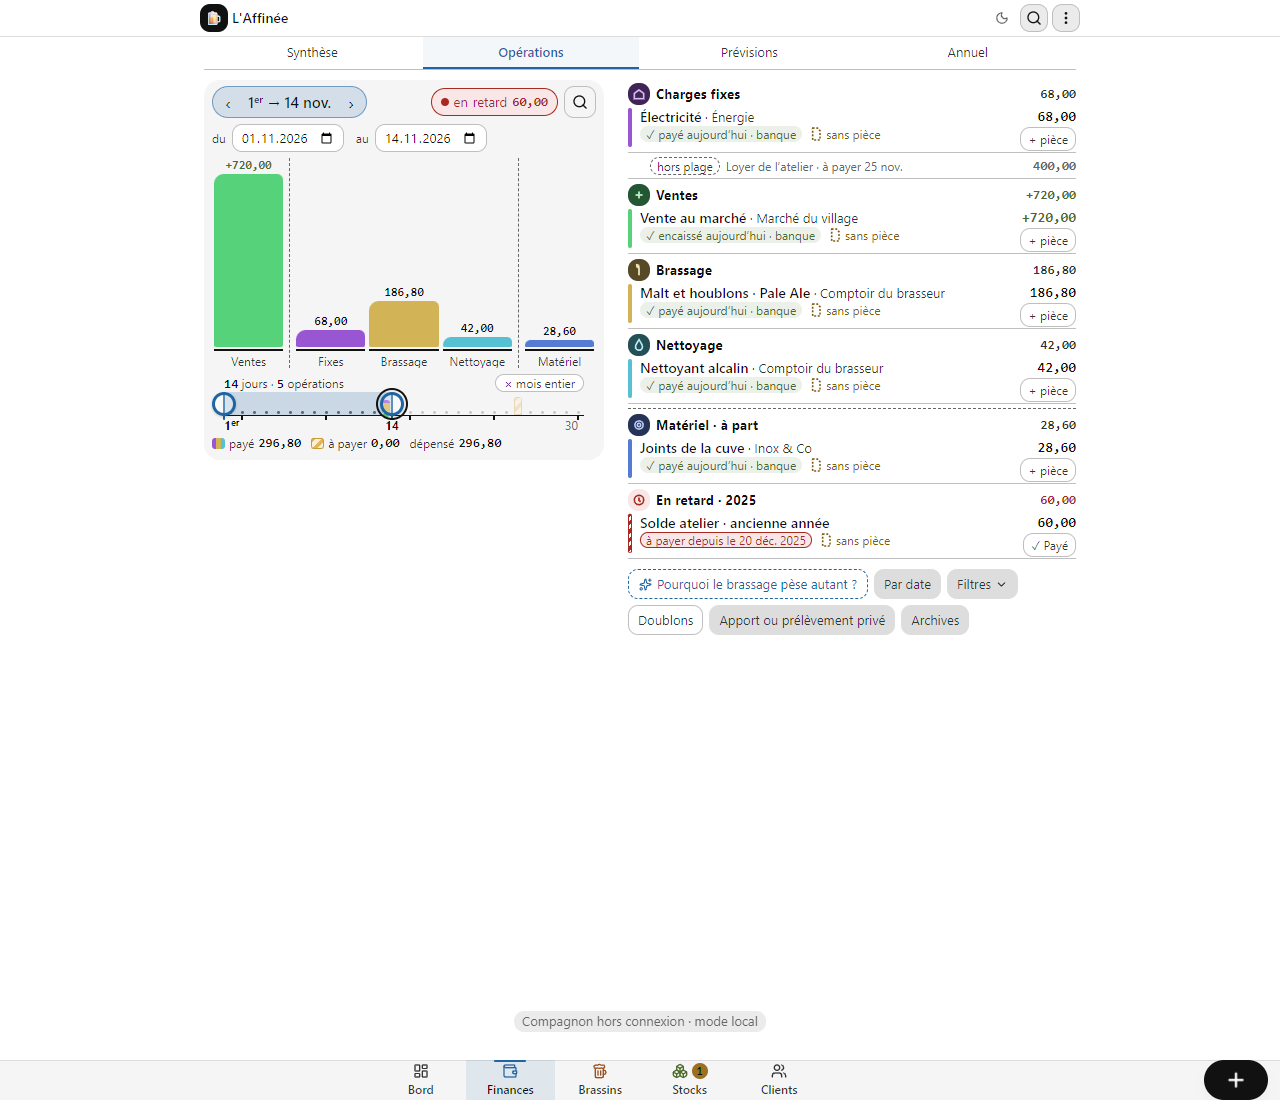 L'Affinée
Synthèse
Opérations
Prévisions
Annuel
‹ 1er → 14 nov. ›
en retard 60,00
du 01.11.2026 au 14.11.2026
+720,00
68,00
186,80
42,00
28,60
Ventes
Fixes
Brassage
Nettoyage
Matériel
14 jours · 5 opérations
× mois entier
1er
14
30
payé 296,80 à payer 0,00 dépensé 296,80
Charges fixes 68,00
Électricité · Énergie 68,00
✓ payé aujourd’hui · banque sans pièce + pièce
hors plage Loyer de l’atelier · à payer 25 nov. 400,00
Ventes +720,00
Vente au marché · Marché du village +720,00
✓ encaissé aujourd’hui · banque sans pièce + pièce
Brassage 186,80
Malt et houblons · Pale Ale · Comptoir du brasseur 186,80
✓ payé aujourd’hui · banque sans pièce + pièce
Nettoyage 42,00
Nettoyant alcalin · Comptoir du brasseur 42,00
✓ payé aujourd’hui · banque sans pièce + pièce
Matériel · à part 28,60
Joints de la cuve · Inox & Co 28,60
✓ payé aujourd’hui · banque sans pièce + pièce
En retard · 2025 60,00
Solde atelier · ancienne année 60,00
à payer depuis le 20 déc. 2025 sans pièce ✓ Payé
Pourquoi le brassage pèse autant ?
Par date
Filtres
Doublons
Apport ou prélèvement privé
Archives
Compagnon hors connexion · mode local
Bord
Finances
Brassins
Stocks 1
Clients
+